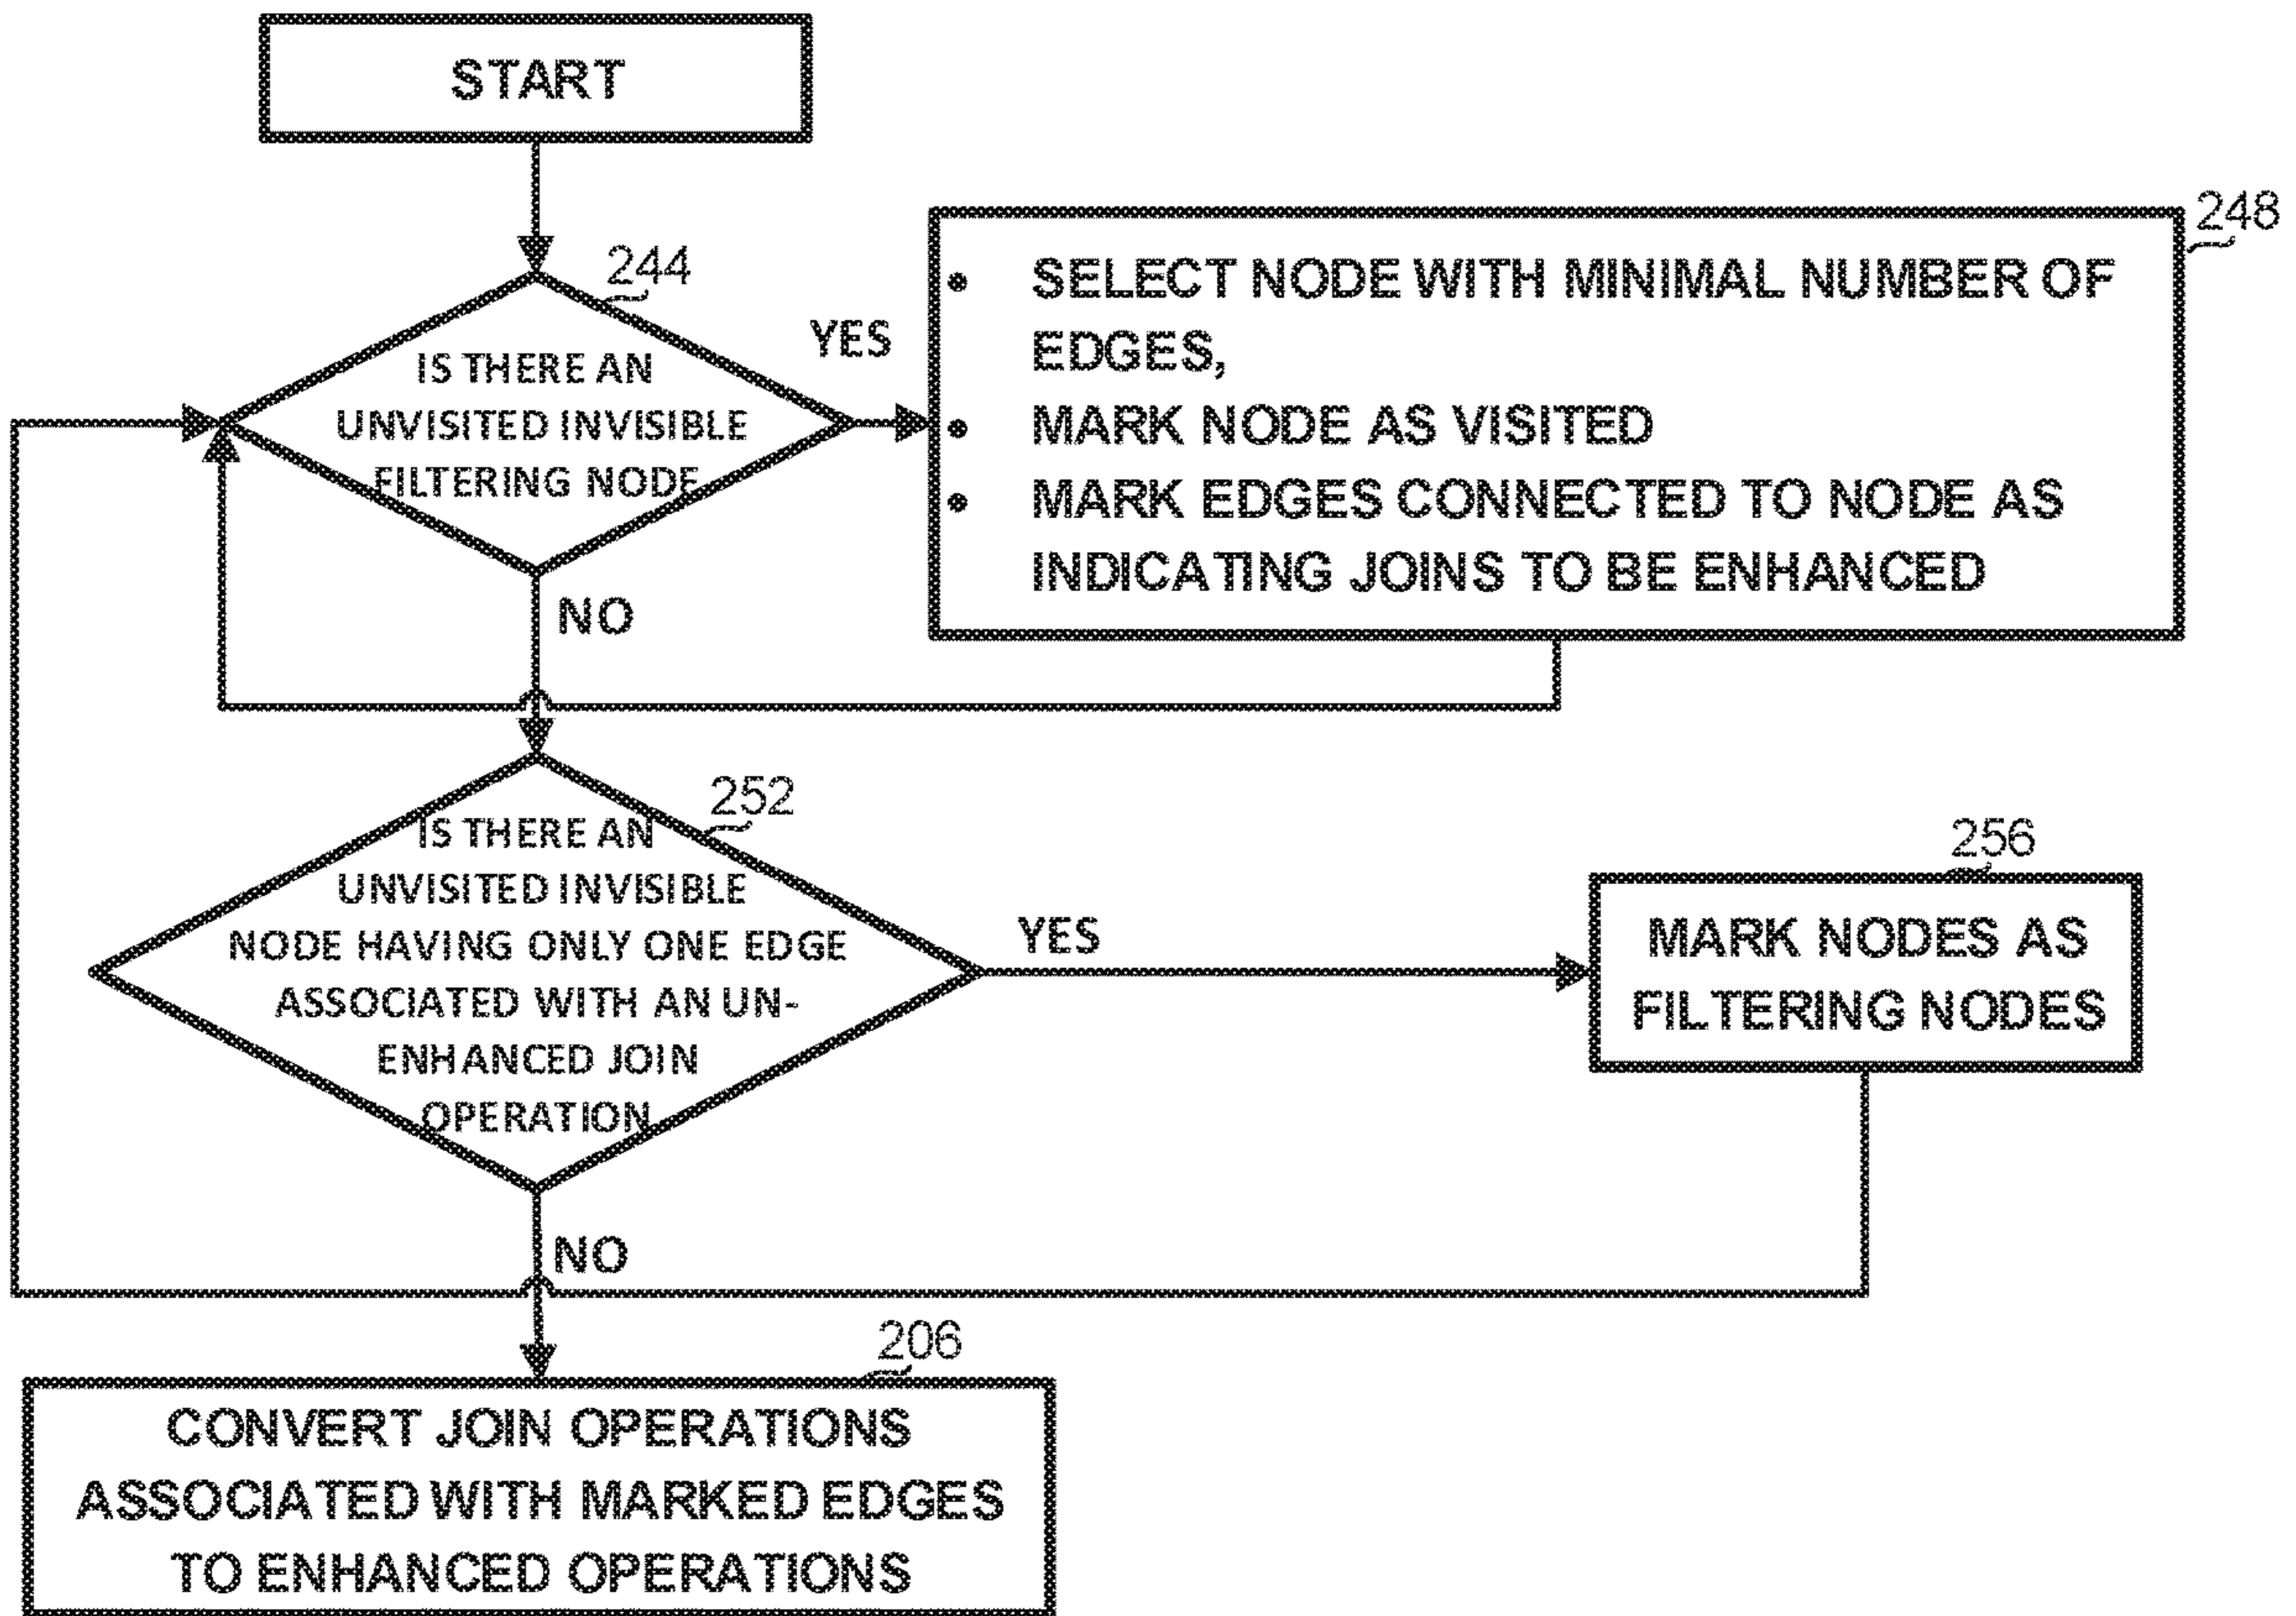 START
244
IS THERE AN
UNVISITED INVISIBLE
FILTERING NODE
YES
248
• SELECT NODE WITH MINIMAL NUMBER OF
EDGES,
• MARK NODE AS VISITED
• MARK EDGES CONNECTED TO NODE AS
INDICATING JOINS TO BE ENHANCED
NO
252
IS THERE AN
UNVISITED INVISIBLE
NODE HAVING ONLY ONE EDGE
ASSOCIATED WITH AN UN-
ENHANCED JOIN
OPERATION
YES
256
MARK NODES AS
FILTERING NODES
NO
206
CONVERT JOIN OPERATIONS
ASSOCIATED WITH MARKED EDGES
TO ENHANCED OPERATIONS